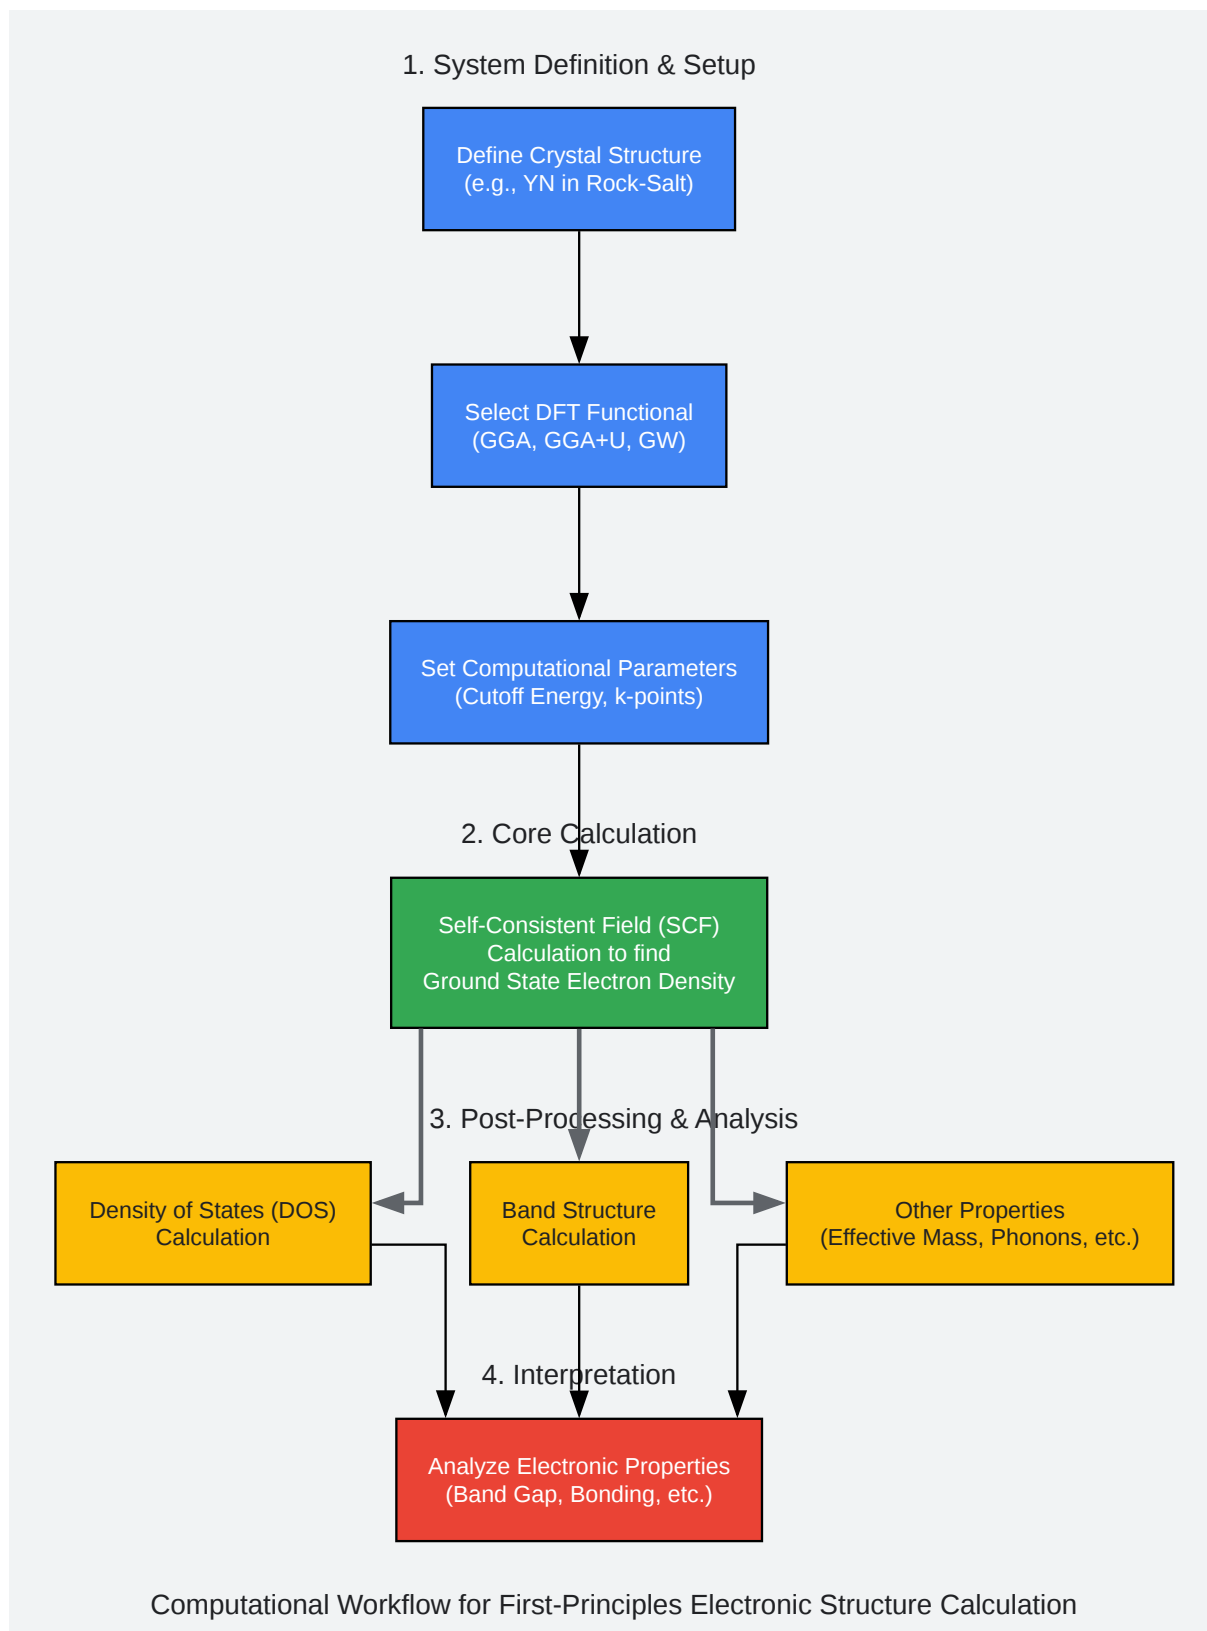 1. System Definition & Setup
Define Crystal Structure
(e.g., YN in Rock-Salt)
Select DFT Functional
(GGA, GGA+U, GW)
Set Computational Parameters
(Cutoff Energy, k-points)
2. Core Calculation
Self-Consistent Field (SCF)
Calculation to find
Ground State Electron Density
3. Post-Processing & Analysis
Density of States (DOS)
Calculation
Band Structure
Calculation
Other Properties
(Effective Mass, Phonons, etc.)
4. Interpretation
Analyze Electronic Properties
(Band Gap, Bonding, etc.)
Computational Workflow for First-Principles Electronic Structure Calculation